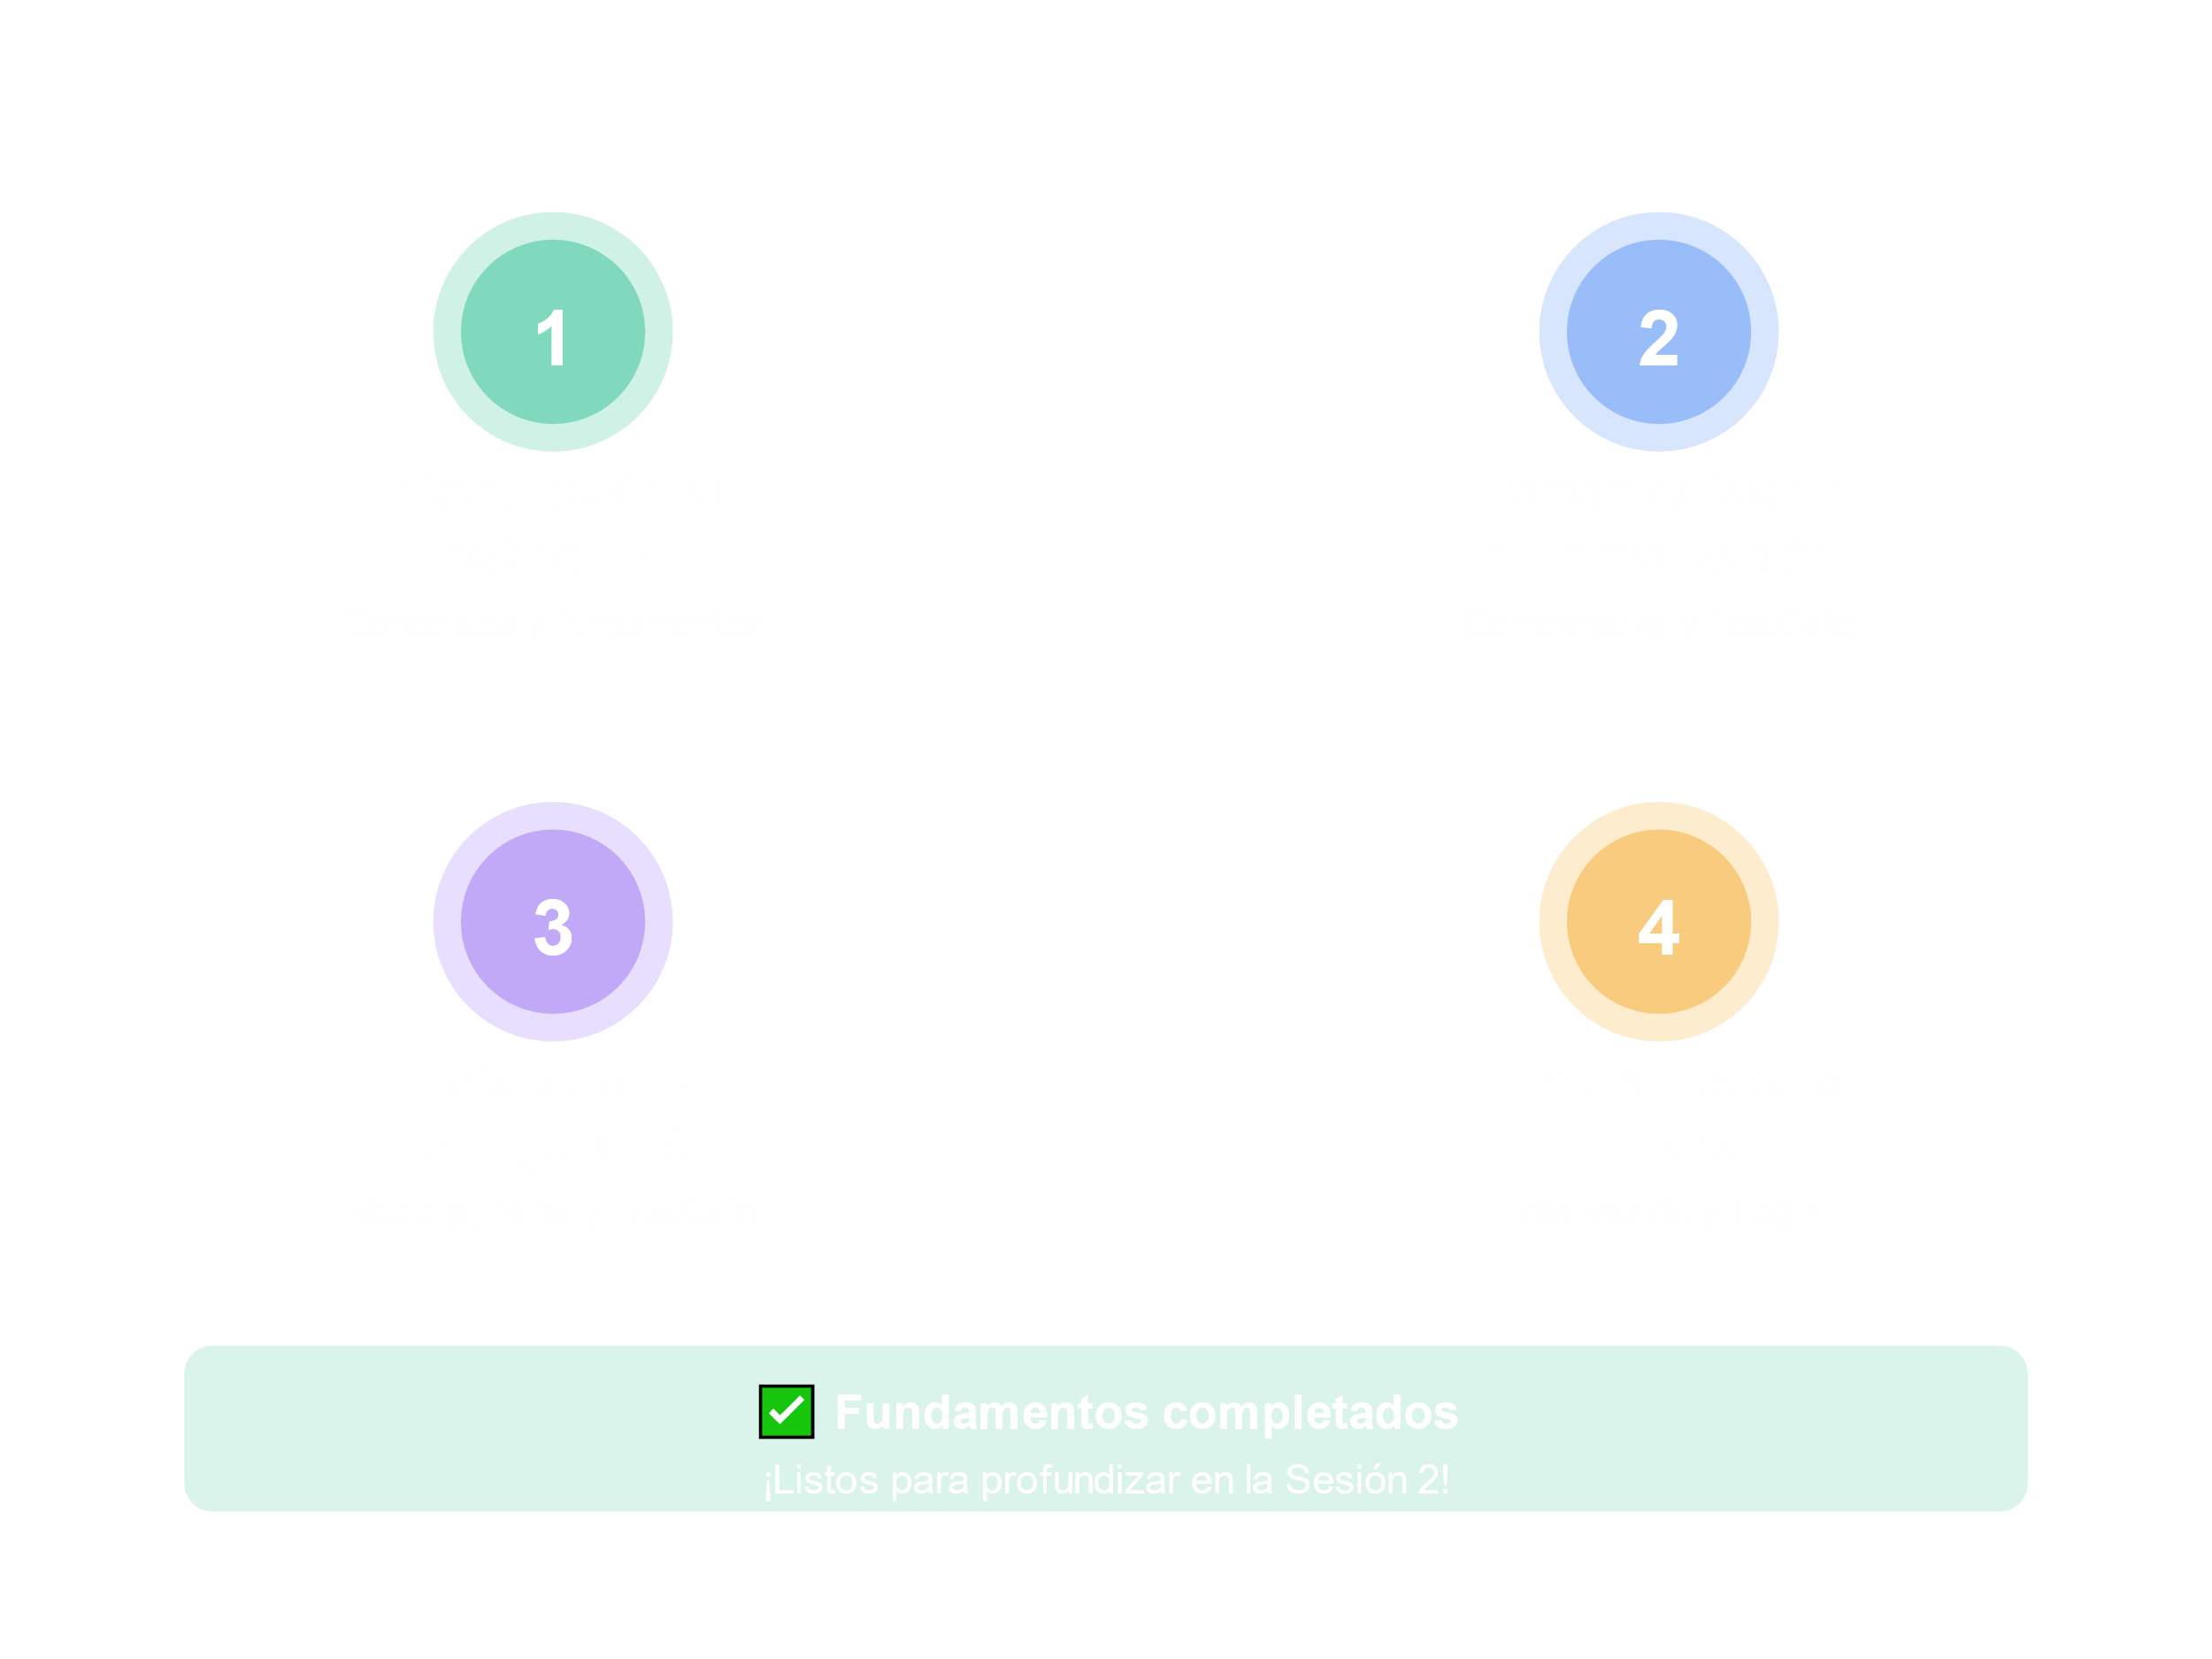 1
2
3
4
✅ Fundamentos completados
¡Listos para profundizar en la Sesión 2!